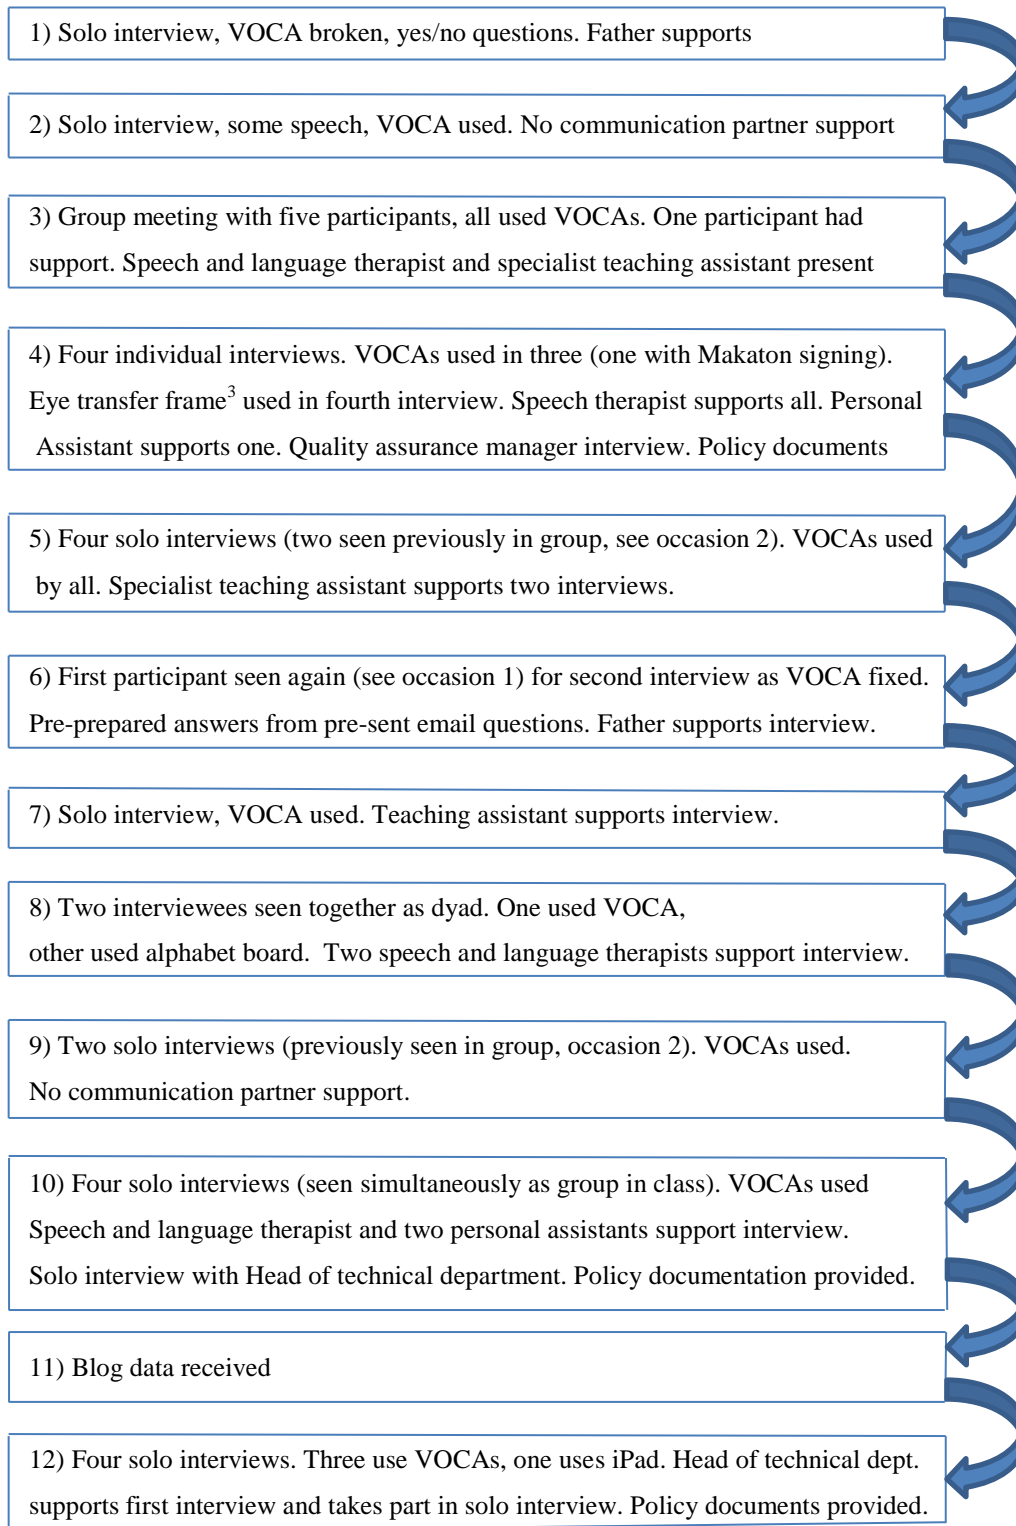 1) Solo interview, VOCA broken, yes/no questions. Father supports
2) Solo interview, some speech, VOCA used. No communication partner support
3) Group meeting with five participants, all used VOCAs. One participant had
support. Speech and language therapist and specialist teaching assistant present
4) Four individual interviews. VOCAs used in three (one with Makaton signing).
Eye transfer frame³ used in fourth interview. Speech therapist supports all. Personal
Assistant supports one. Quality assurance manager interview. Policy documents
5) Four solo interviews (two seen previously in group, see occasion 2). VOCAs used
by all. Specialist teaching assistant supports two interviews.
6) First participant seen again (see occasion 1) for second interview as VOCA fixed.
Pre-prepared answers from pre-sent email questions. Father supports interview.
7) Solo interview, VOCA used. Teaching assistant supports interview.
8) Two interviewees seen together as dyad. One used VOCA,
other used alphabet board. Two speech and language therapists support interview.
9) Two solo interviews (previously seen in group, occasion 2). VOCAs used.
No communication partner support.
10) Four solo interviews (seen simultaneously as group in class). VOCAs used
Speech and language therapist and two personal assistants support interview.
Solo interview with Head of technical department. Policy documentation provided.
11) Blog data received
12) Four solo interviews. Three use VOCAs, one uses iPad. Head of technical dept.
supports first interview and takes part in solo interview. Policy documents provided.